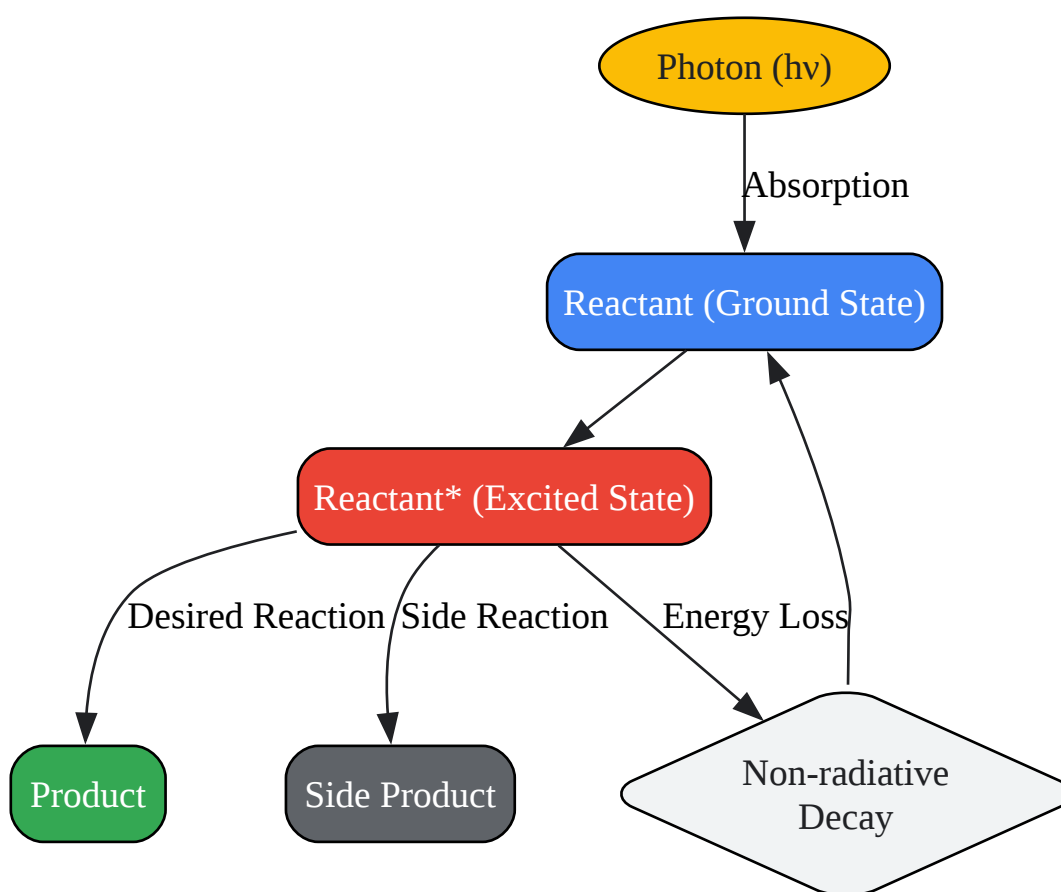 Photon (hν)
Absorption
Reactant (Ground State)
Reactant* (Excited State)
Desired Reaction
Side Reaction
Energy Loss
Product
Side Product
Non-radiative
Decay